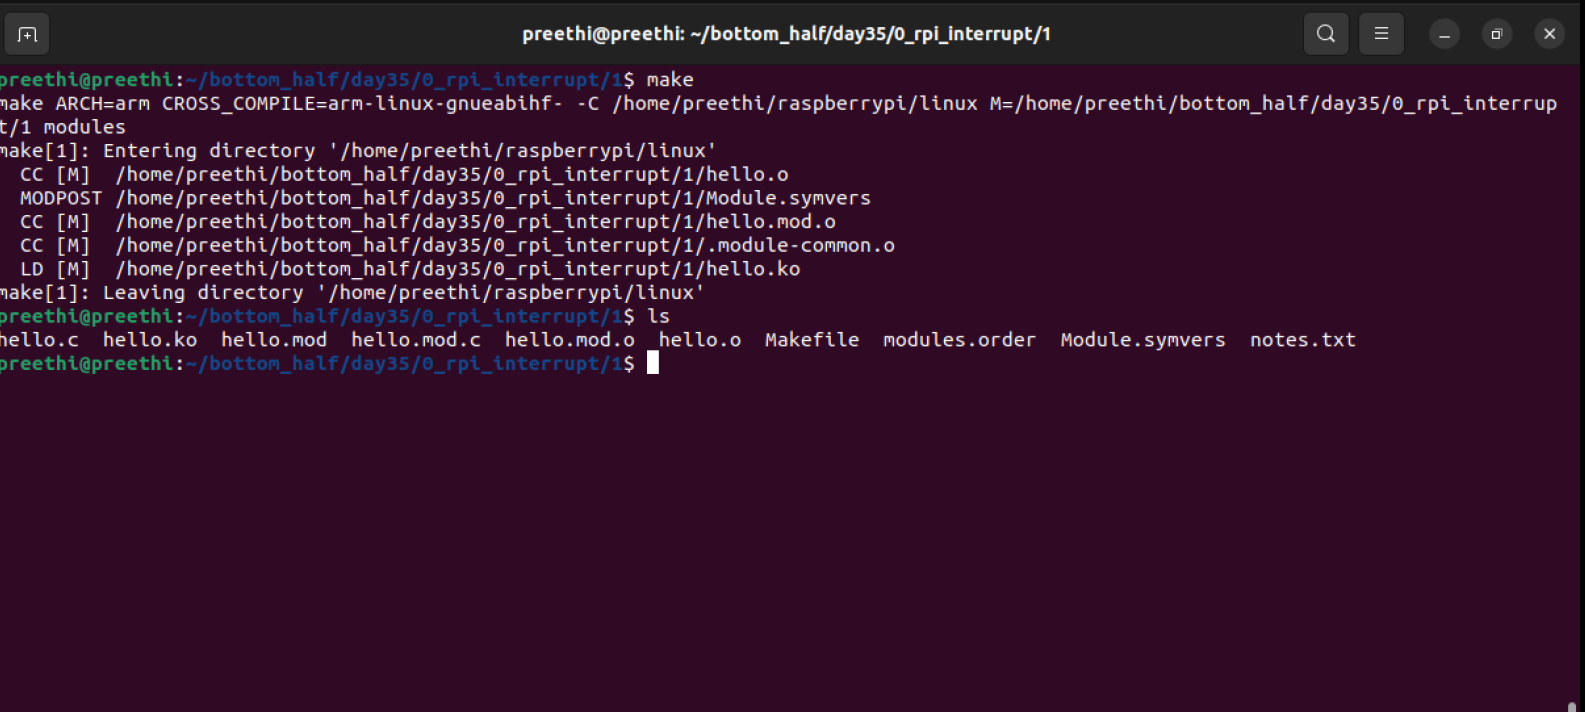 preethi@preethi: ~/bottom_half/day35/0_rpi_interrupt/1
preethi@preethi:~/bottom_half/day35/0_rpi_interrupt/1$ make
make ARCH=arm CROSS_COMPILE=arm-linux-gnueabihf- -C /home/preethi/raspberrypi/linux M=/home/preethi/bottom_half/day35/0_rpi_interrup
t/1 modules
make[1]: Entering directory '/home/preethi/raspberrypi/linux'
  CC [M]  /home/preethi/bottom_half/day35/0_rpi_interrupt/1/hello.o
  MODPOST /home/preethi/bottom_half/day35/0_rpi_interrupt/1/Module.symvers
  CC [M]  /home/preethi/bottom_half/day35/0_rpi_interrupt/1/hello.mod.o
  CC [M]  /home/preethi/bottom_half/day35/0_rpi_interrupt/1/.module-common.o
  LD [M]  /home/preethi/bottom_half/day35/0_rpi_interrupt/1/hello.ko
make[1]: Leaving directory '/home/preethi/raspberrypi/linux'
preethi@preethi:~/bottom_half/day35/0_rpi_interrupt/1$ ls
hello.c  hello.ko  hello.mod  hello.mod.c  hello.mod.o  hello.o  Makefile  modules.order  Module.symvers  notes.txt
preethi@preethi:~/bottom_half/day35/0_rpi_interrupt/1$